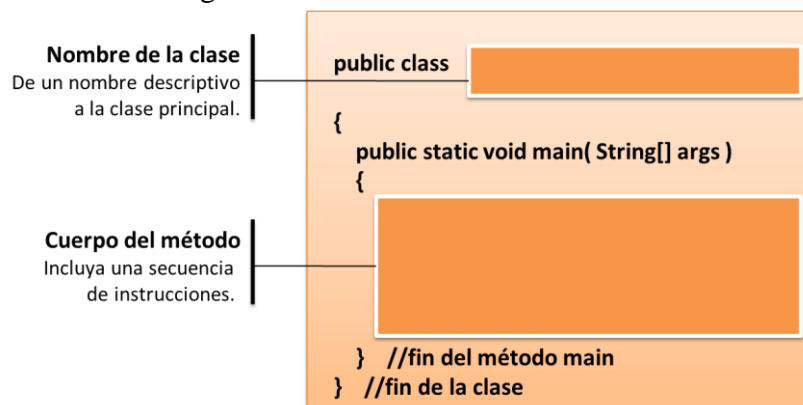 Nombre de la clase
De un nombre descriptivo
a la clase principal.
public class
{
public static void main( String[] args )
{
Cuerpo del método
Incluya una secuencia
de instrucciones.
} //fin del método main
} //fin de la clase